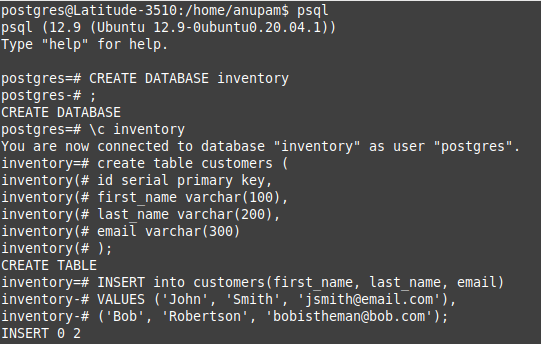 postgres@Latitude-3510:/home/anupam$ psql
psql (12.9 (Ubuntu 12.9-0ubuntu0.20.04.1))
Type "help" for help.
postgres=# CREATE DATABASE inventory
postgres-# ;
CREATE DATABASE
postgres=# \c inventory
You are now connected to database "inventory" as user "postgres".
inventory=# create table customers (
inventory(# id serial primary key,
inventory(# first_name varchar(100),
inventory(# last_name varchar(200),
inventory(# email varchar(300)
inventory(# );
CREATE TABLE
inventory=# INSERT into customers(first_name, last_name, email)
inventory-# VALUES ('John', 'Smith', 'jsmith@email.com'),
inventory-# ('Bob', 'Robertson', 'bobistheman@bob.com');
INSERT 0 2